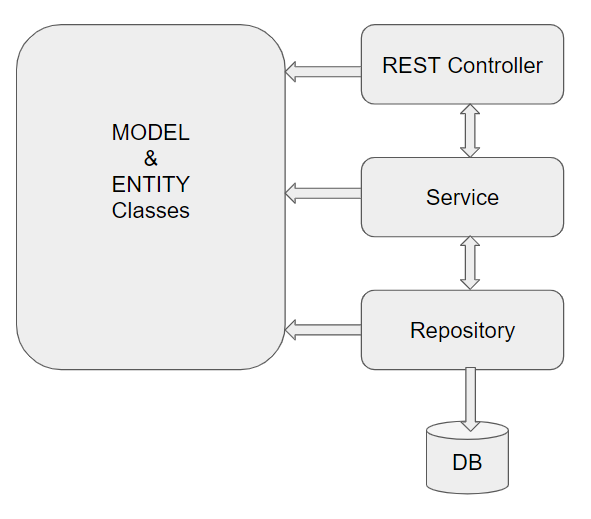 MODEL
&
ENTITY
Classes
REST Controller
Service
Repository
DB